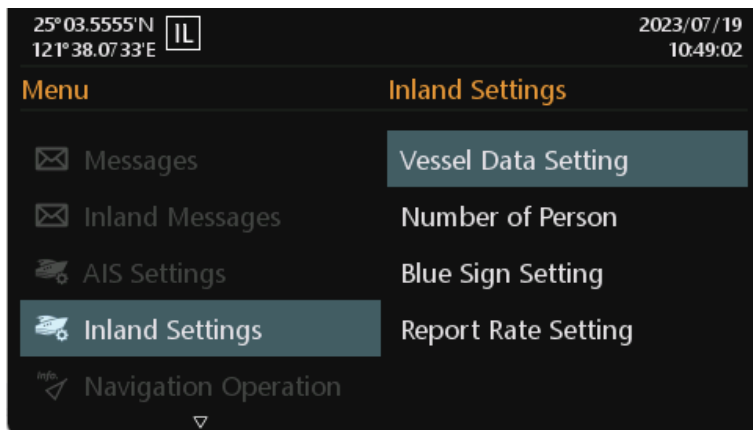 25°03.5555'N
121°38.0733'E
IL
2023/07/19
10:49:02
Menu
Messages
Inland Messages
AIS Settings
Inland Settings
Info.
Navigation Operation
Inland Settings
Vessel Data Setting
Number of Person
Blue Sign Setting
Report Rate Setting